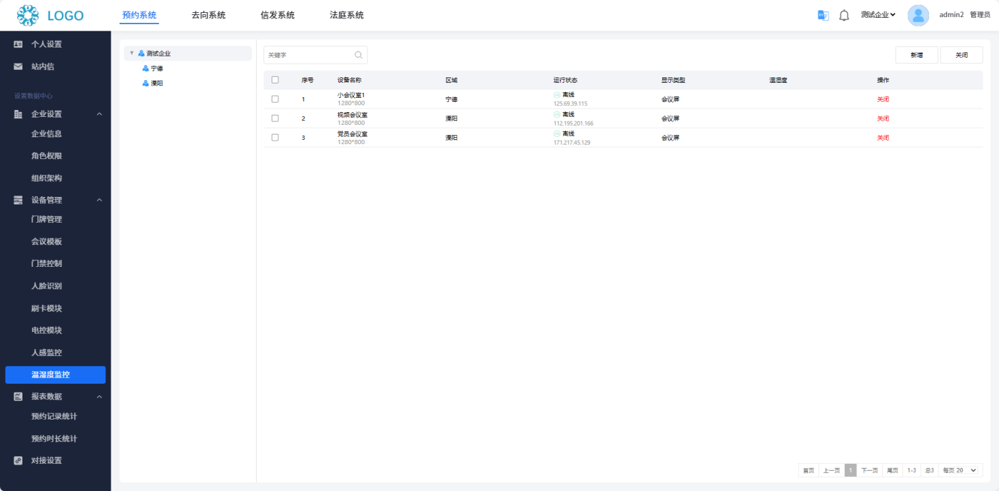 LOGO
预约系统 去向系统 信发系统 法庭系统
测试企业 admin2 管理员
个人设置
站内信
设置数据中心
企业设置
企业信息
角色权限
组织架构
设备管理
门牌管理
会议模板
门禁控制
人脸识别
刷卡模块
电控模块
人感监控
温湿度监控
报表数据
预约记录统计
预约时长统计
对接设置
测试企业
宁德
溧阳
关键字 新增 关闭
序号 设备名称 区域 运行状态 显示类型 温湿度 操作
1 小会议室1 宁德 离线 会议屏 关闭
1280*800 125.69.39.115
2 视频会议室 溧阳 离线 会议屏 关闭
1280*800 112.195.201.166
3 党员会议室 溧阳 离线 会议屏 关闭
1280*800 171.217.45.129
首页 上一页 1 下一页 尾页 1-3 总3 每页 20